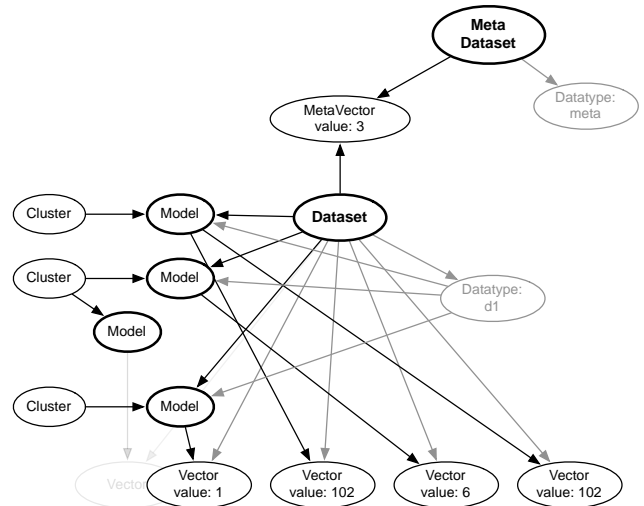 Meta
Dataset
Datatype:
meta
MetaVector
value: 3
Cluster
Model
Dataset
Cluster
Model
Datatype:
d1
Model
Cluster
Model
Vector
Vector
value: 1
Vector
value: 102
Vector
value: 6
Vector
value: 102